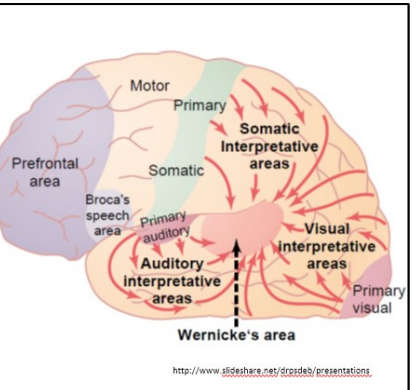 Motor
Primary
Somatic
Interpretative
areas
Prefrontal
area
Somatic
Broca's
speech
area
Primary
auditory
Visual
interpretative
areas
Auditory
interpretative
areas
Primary
visual
Wernicke's area
http://www.slideshare.net/drpsdeb/presentations